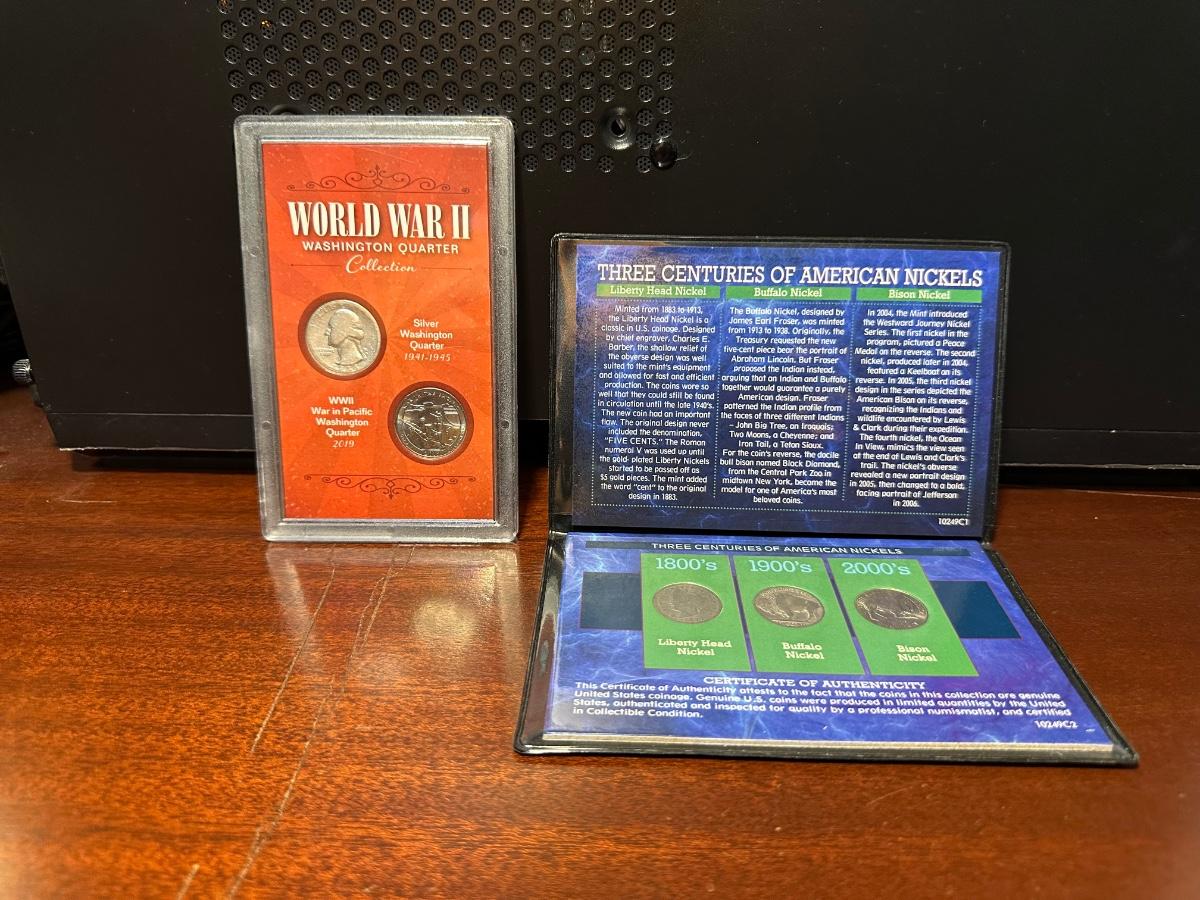 WORLD WAR II
WASHINGTON QUARTER
Collection
Silver
Washington
Quarter
1941-1945
WWII
War in Pacific
Washington
Quarter
2019
THREE CENTURIES OF AMERICAN NICKELS
Liberty Head Nickel
Minted from 1883 to 1913,
the Liberty Head Nickel is a
classic in U.S. coinage. Designed
by chief engraver, Charles E.
Barber, the shallow relief of
the obverse design was well
suited to the mint's equipment
and allowed for fast and efficient
production. The coins wore so
well that they could still be found
in circulation until the late 1940's.
The new coin had an important
flaw. The original design never
included the denomination,
"FIVE CENTS." The Roman
numeral V was used up until
the gold- plated Liberty Nickels
started to be passed off as
$5 gold pieces. The mint added
the word "cent" to the original
design in 1883.
Buffalo Nickel
The Buffalo Nickel, designed by
James Earl Fraser, was minted
from 1913 to 1938. Originally, the
Treasury requested the new
five-cent piece bear the portrait of
Abraham Lincoln. But Fraser
proposed the Indian instead,
arguing that an Indian and Buffalo
together would guarantee a purely
American design. Fraser
patterned the Indian profile from
the faces of three different Indians
– John Big Tree, an Iroquois;
Two Moons, a Cheyenne; and
Iron Tail, a Teton Sioux.
For the coin's reverse, the docile
bull bison named Black Diamond,
from the Central Park Zoo in
midtown New York, became the
model for one of America's most
beloved coins.
Bison Nickel
In 2004, the Mint introduced
the Westward Journey Nickel
Series. The first nickel in the
program, pictured a Peace
Medal on the reverse. The second
nickel, produced later in 2004,
featured a Keelboat on its
reverse. In 2005, the third nickel
design in the series depicted the
American Bison on its reverse,
recognizing the Indians and
wildlife encountered by Lewis
& Clark during their expedition.
The fourth nickel, the Ocean
In View, mimics the view seen
at the end of Lewis and Clark's
trail. The nickel's obverse
revealed a new portrait design
in 2005, then changed to a bold,
facing portrait of Jefferson
in 2006.
10249C1
THREE CENTURIES OF AMERICAN NICKELS
1800's
Liberty Head
Nickel
1900's
Buffalo
Nickel
2000's
Bison
Nickel
CERTIFICATE OF AUTHENTICITY
This Certificate of Authenticity attests to the fact that the coins in this collection are genuine
United States coinage. Genuine U.S. coins were produced in limited quantities by the United
States, authenticated and inspected for quality by a professional numismatist, and certified
in Collectible Condition.
10249C2